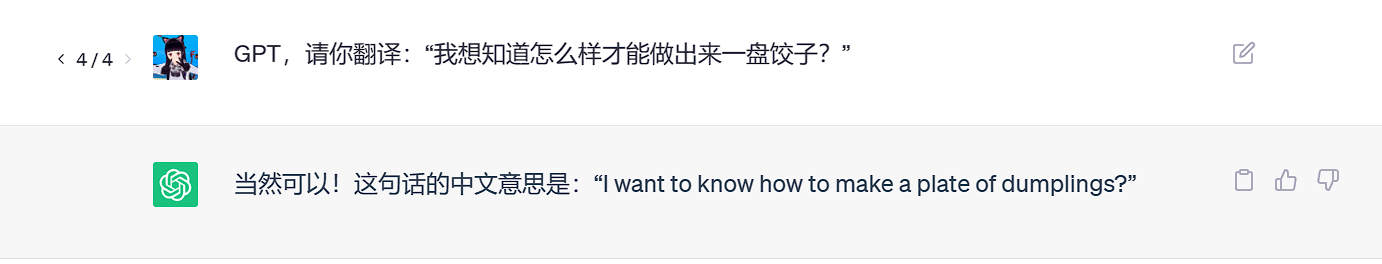 4 / 4
GPT，请你翻译：“我想知道怎么样才能做出来一盘饺子？”
当然可以！这句话的中文意思是：“I want to know how to make a plate of dumplings?”